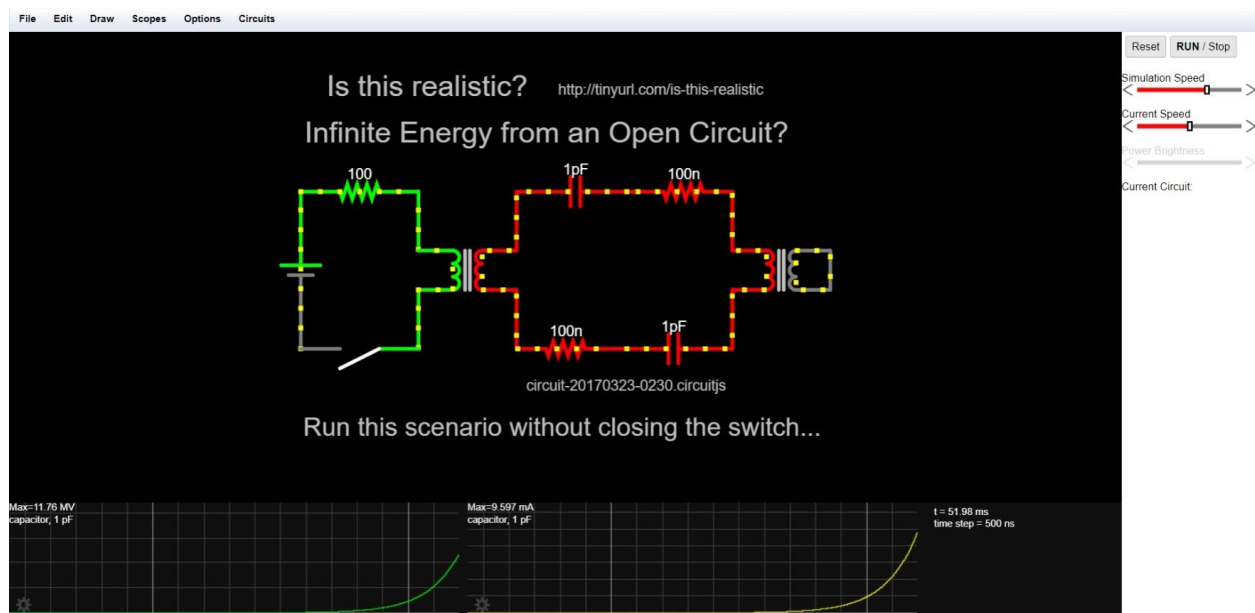 File Edit Draw Scopes Options Circuits
Reset RUN / Stop
Simulation Speed
Current Speed
Power Brightness
Current Circuit:
Is this realistic? http://tinyurl.com/is-this-realistic
Infinite Energy from an Open Circuit?
100 1pF 100n
100n 1pF
circuit-20170323-0230.circuitjs
Run this scenario without closing the switch...
Max=11.76 MV
capacitor, 1 pF
Max=9.597 mA
capacitor, 1 pF
t = 51.98 ms
time step = 500 ns